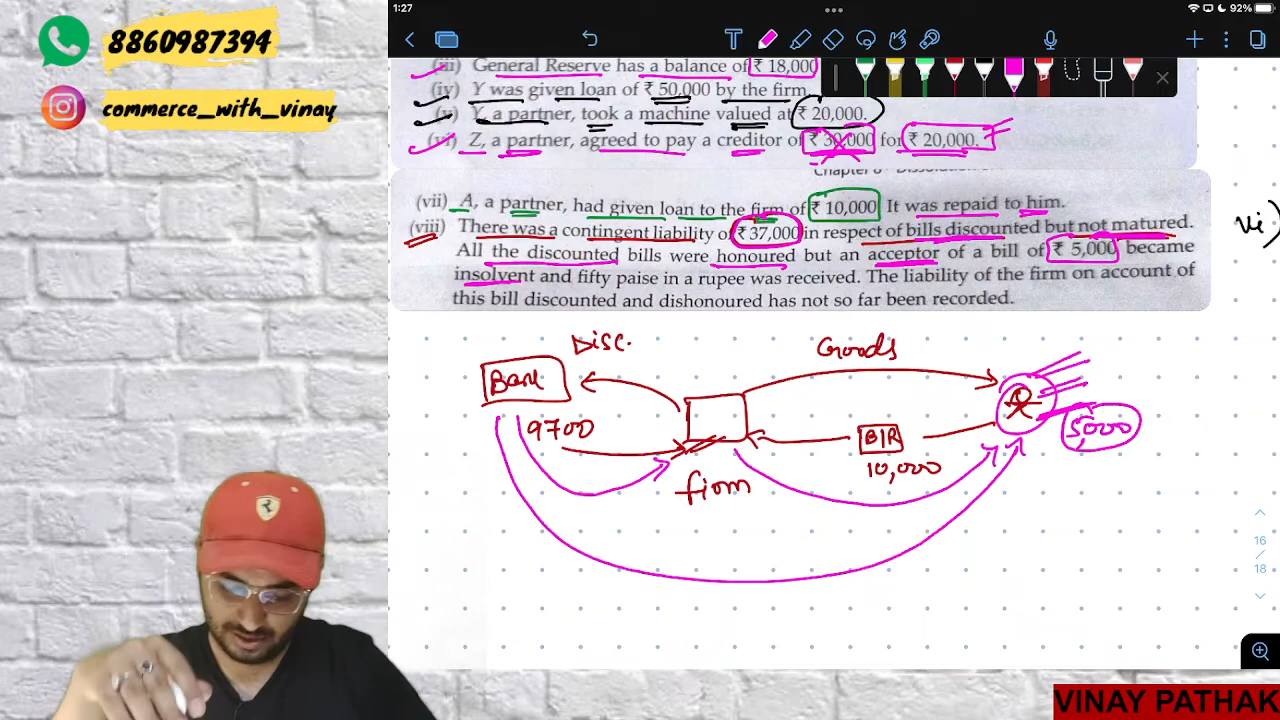 1:27
92%
8860987394
commerce_with_vinay
(iii) General Reserve has a balance of ₹ 18,000
(iv) Y was given loan of ₹ 50,000 by the firm.
(v) Y, a partner, took a machine valued at ₹ 20,000.
(vi) Z, a partner, agreed to pay a creditor of ₹ 30,000 for ₹ 20,000.
(vii) A, a partner, had given loan to the firm of ₹ 10,000 It was repaid to him.
(viii) There was a contingent liability of ₹ 37,000 in respect of bills discounted but not matured.
All the discounted bills were honoured but an acceptor of a bill of ₹ 5,000 became
insolvent and fifty paise in a rupee was received. The liability of the firm on account of
this bill discounted and dishonoured has not so far been recorded.
vi)
Disc.
Goods
Bank
9700
B/R
5000
10,000
firm
16
18
VINAY PATHAK